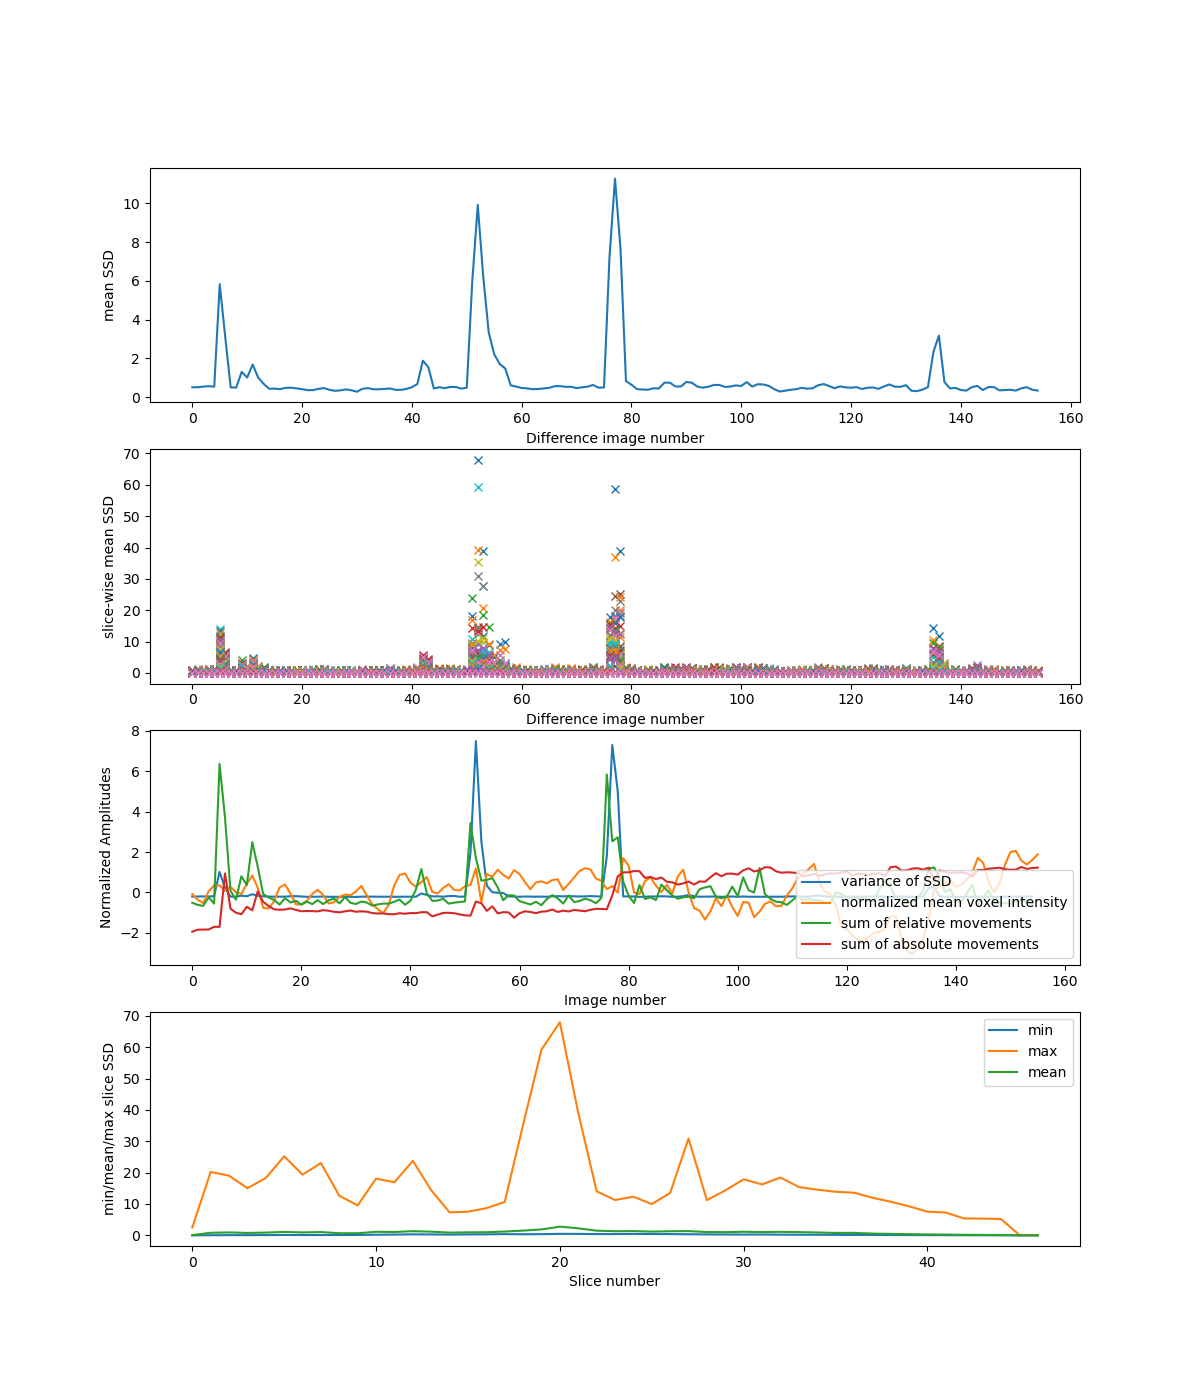 10
8
6
4
2
0
mean SSD
0 20 40 60 80 100 120 140 160
Difference image number
70
60
50
40
30
20
10
0
slice-wise mean SSD
0 20 40 60 80 100 120 140 160
Difference image number
8
6
4
2
0
−2
Normalized Amplitudes
variance of SSD
normalized mean voxel intensity
sum of relative movements
sum of absolute movements
0 20 40 60 80 100 120 140 160
Image number
70
60
50
40
30
20
10
0
min/mean/max slice SSD
min
max
mean
0 10 20 30 40
Slice number